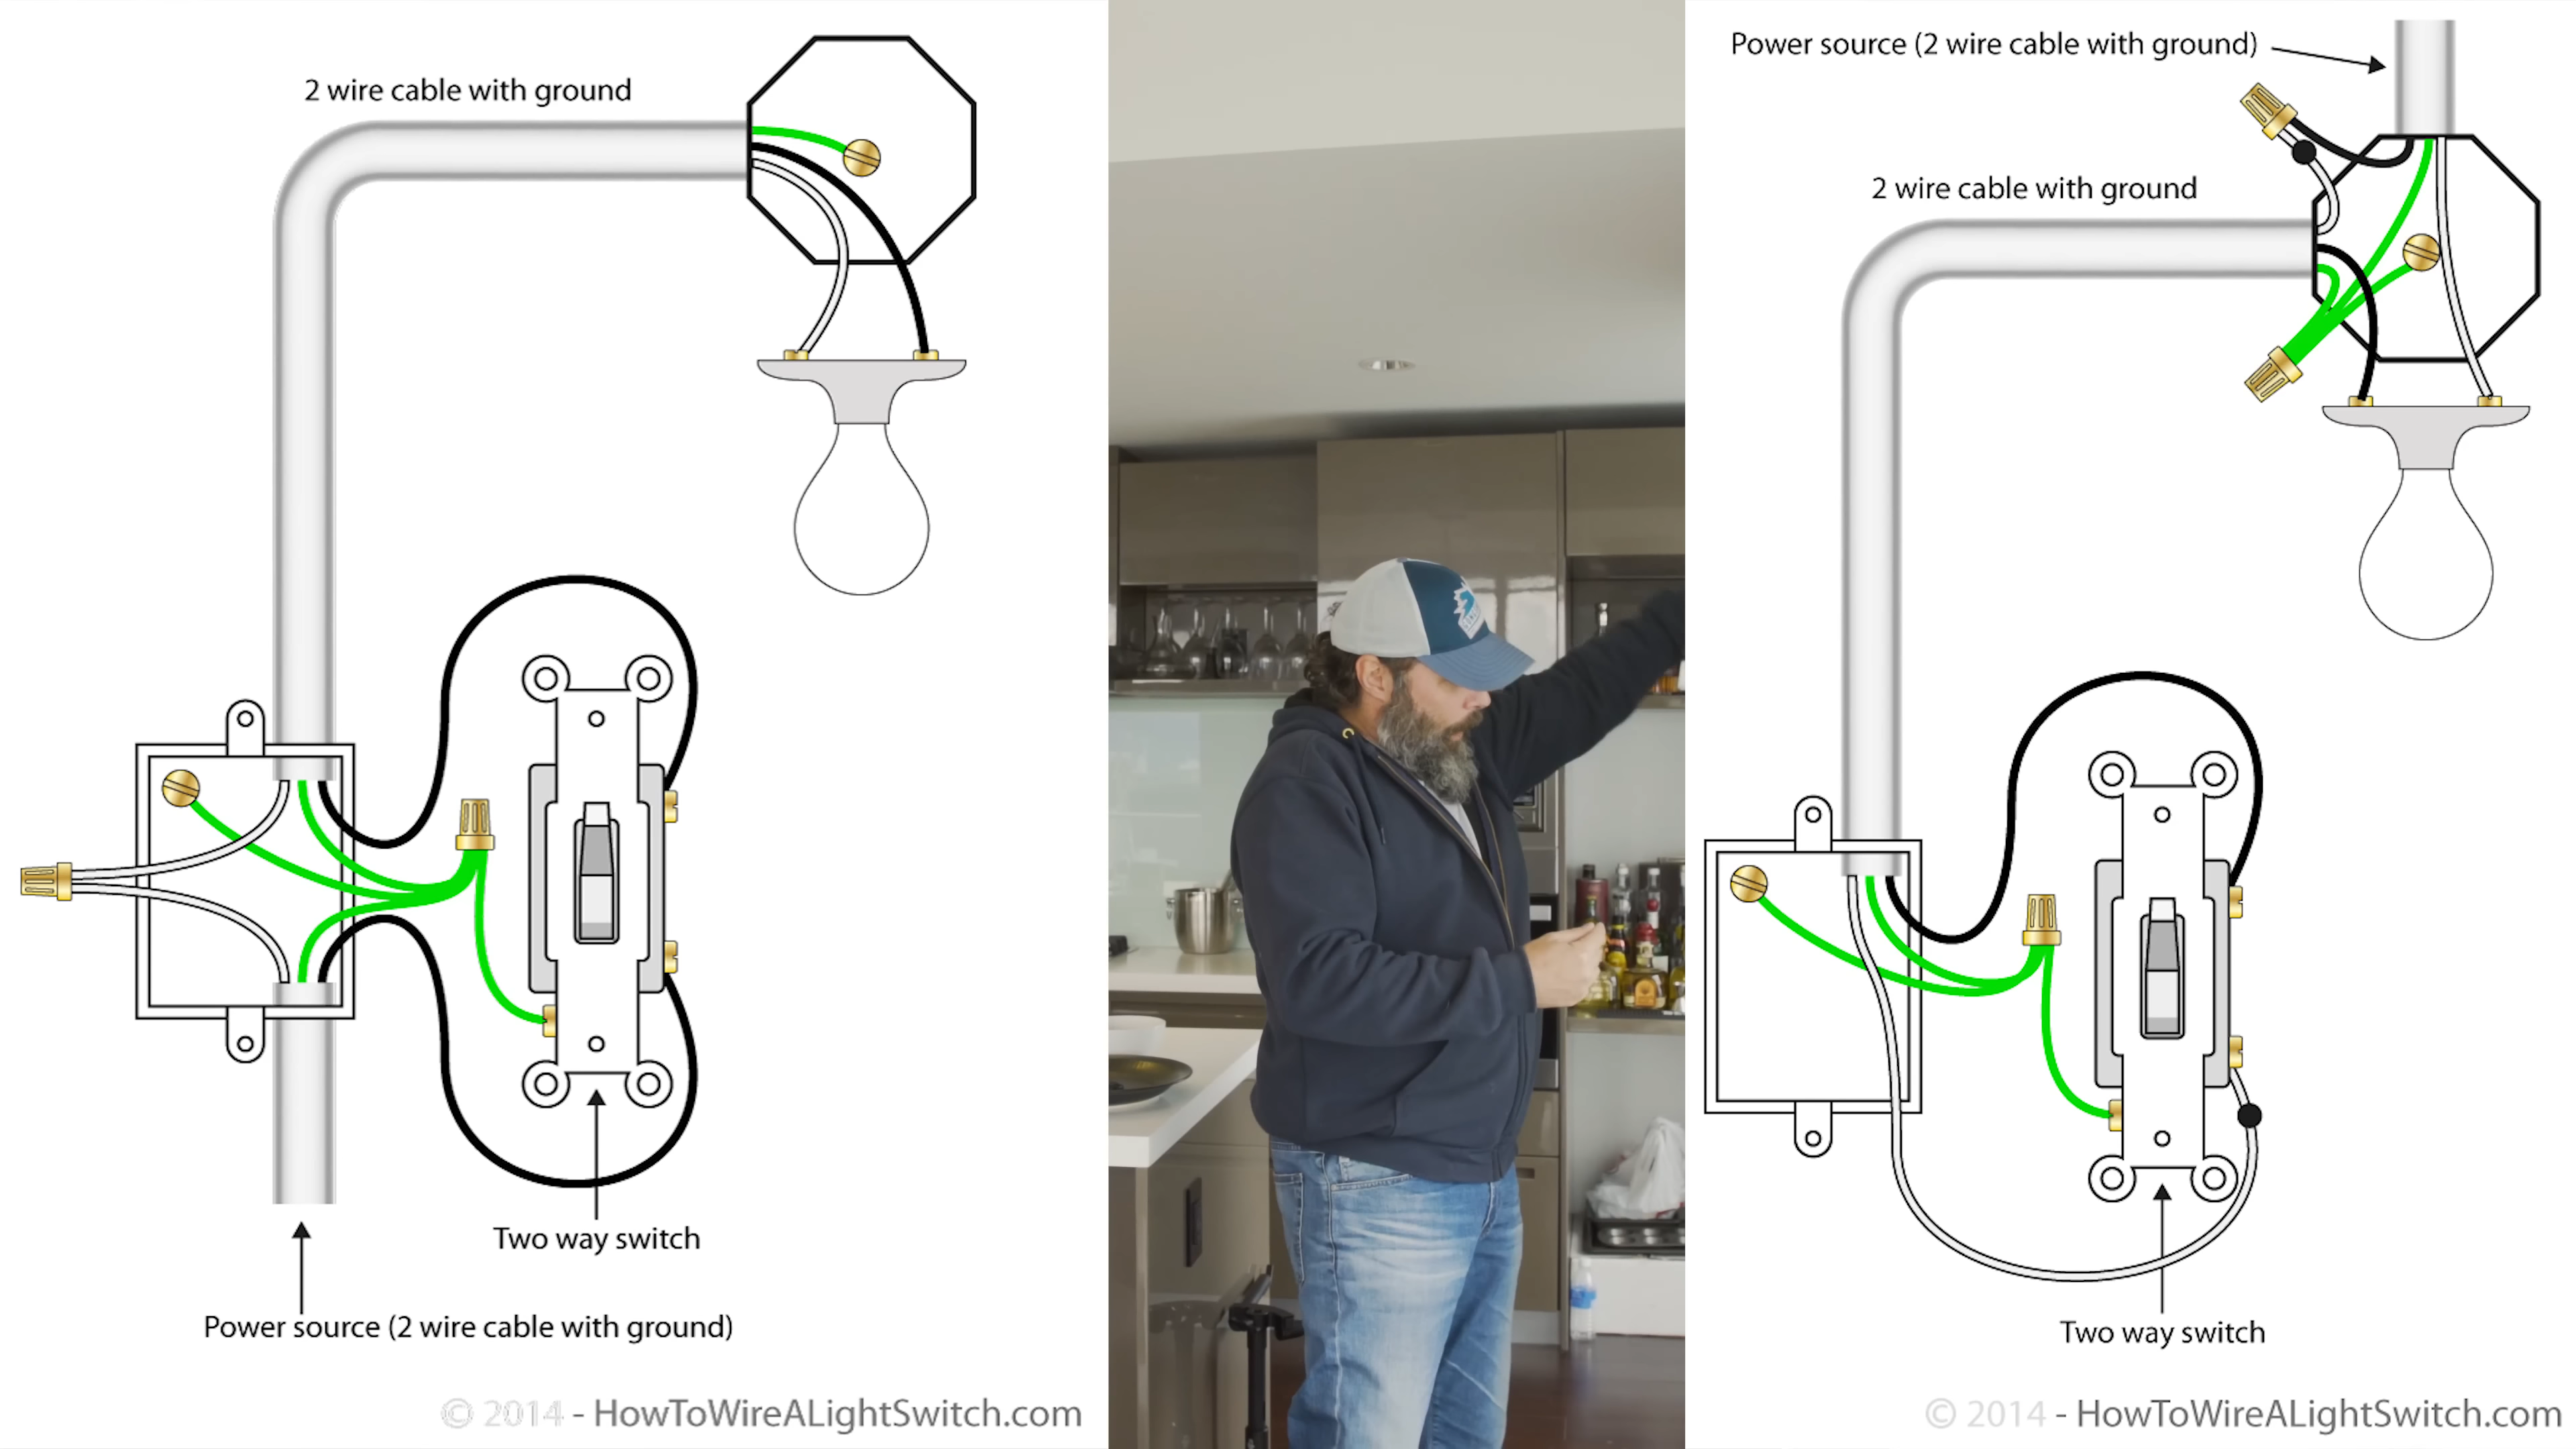 2 wire cable with ground
Two way switch
Power source (2 wire cable with ground)
© 2014 - HowToWireALightSwitch.com
Power source (2 wire cable with ground)
2 wire cable with ground
Two way switch
© 2014 - HowToWireALightSwitch.com